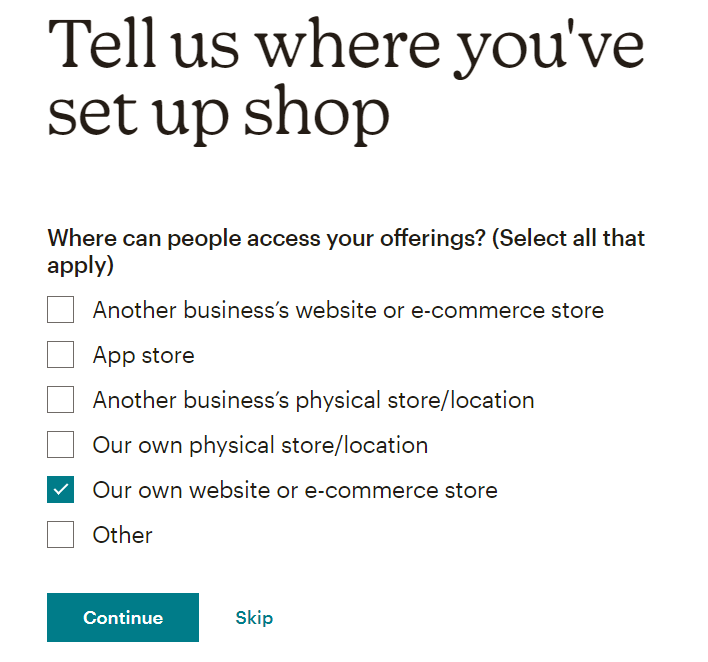 Tell us where you've
set up shop
Where can people access your offerings? (Select all that
apply)
Another business's website or e-commerce store
App store
Another business's physical store/location
Our own physical store/location
Our own website or e-commerce store
Other
Continue
Skip